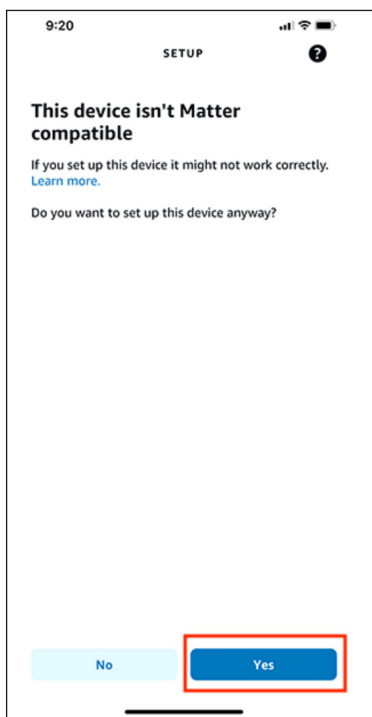 9:20
SETUP
?
This device isn't Matter
compatible
If you set up this device it might not work correctly.
Learn more.
Do you want to set up this device anyway?
No
Yes